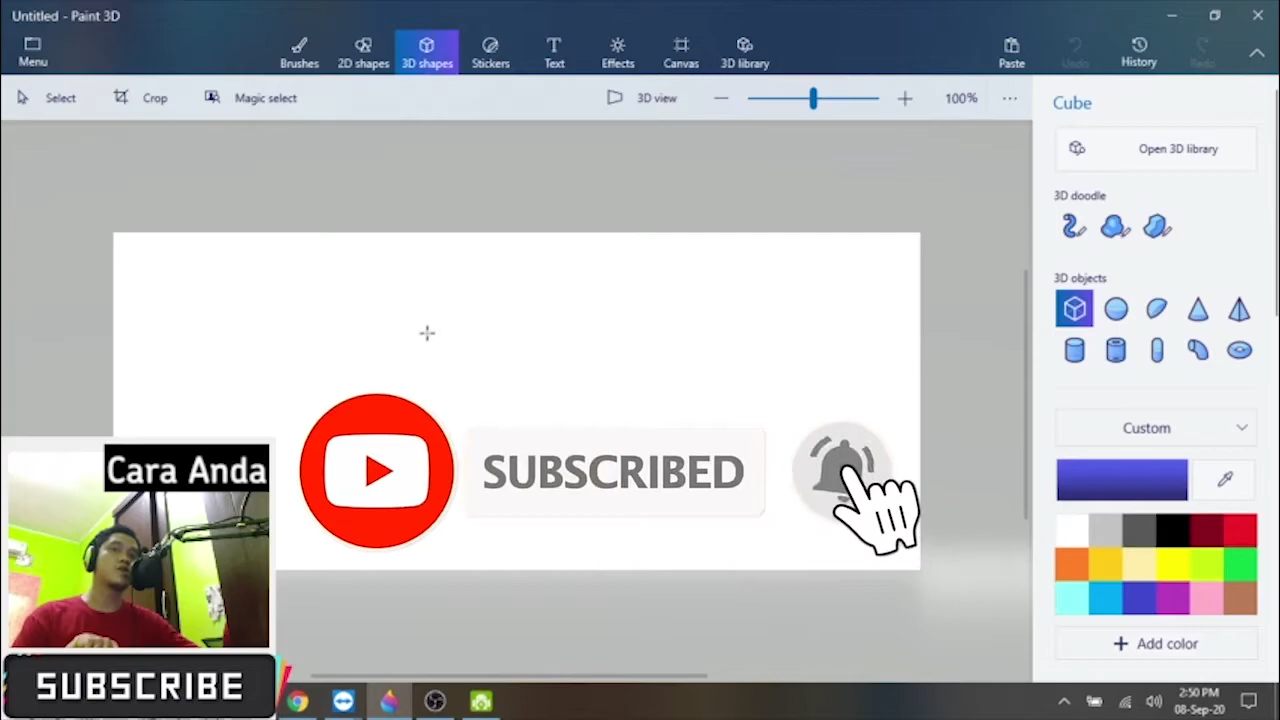 Untitled - Paint 3D
Menu
Brushes
2D shapes
3D shapes
Stickers
Text
Effects
Canvas
3D library
Paste
Undo
History
Redo
Select
Crop
Magic select
3D view
100%
Cube
Open 3D library
3D doodle
3D objects
Custom
Add color
SUBSCRIBED
Cara Anda
SUBSCRIBE
2:50 PM
08-Sep-20